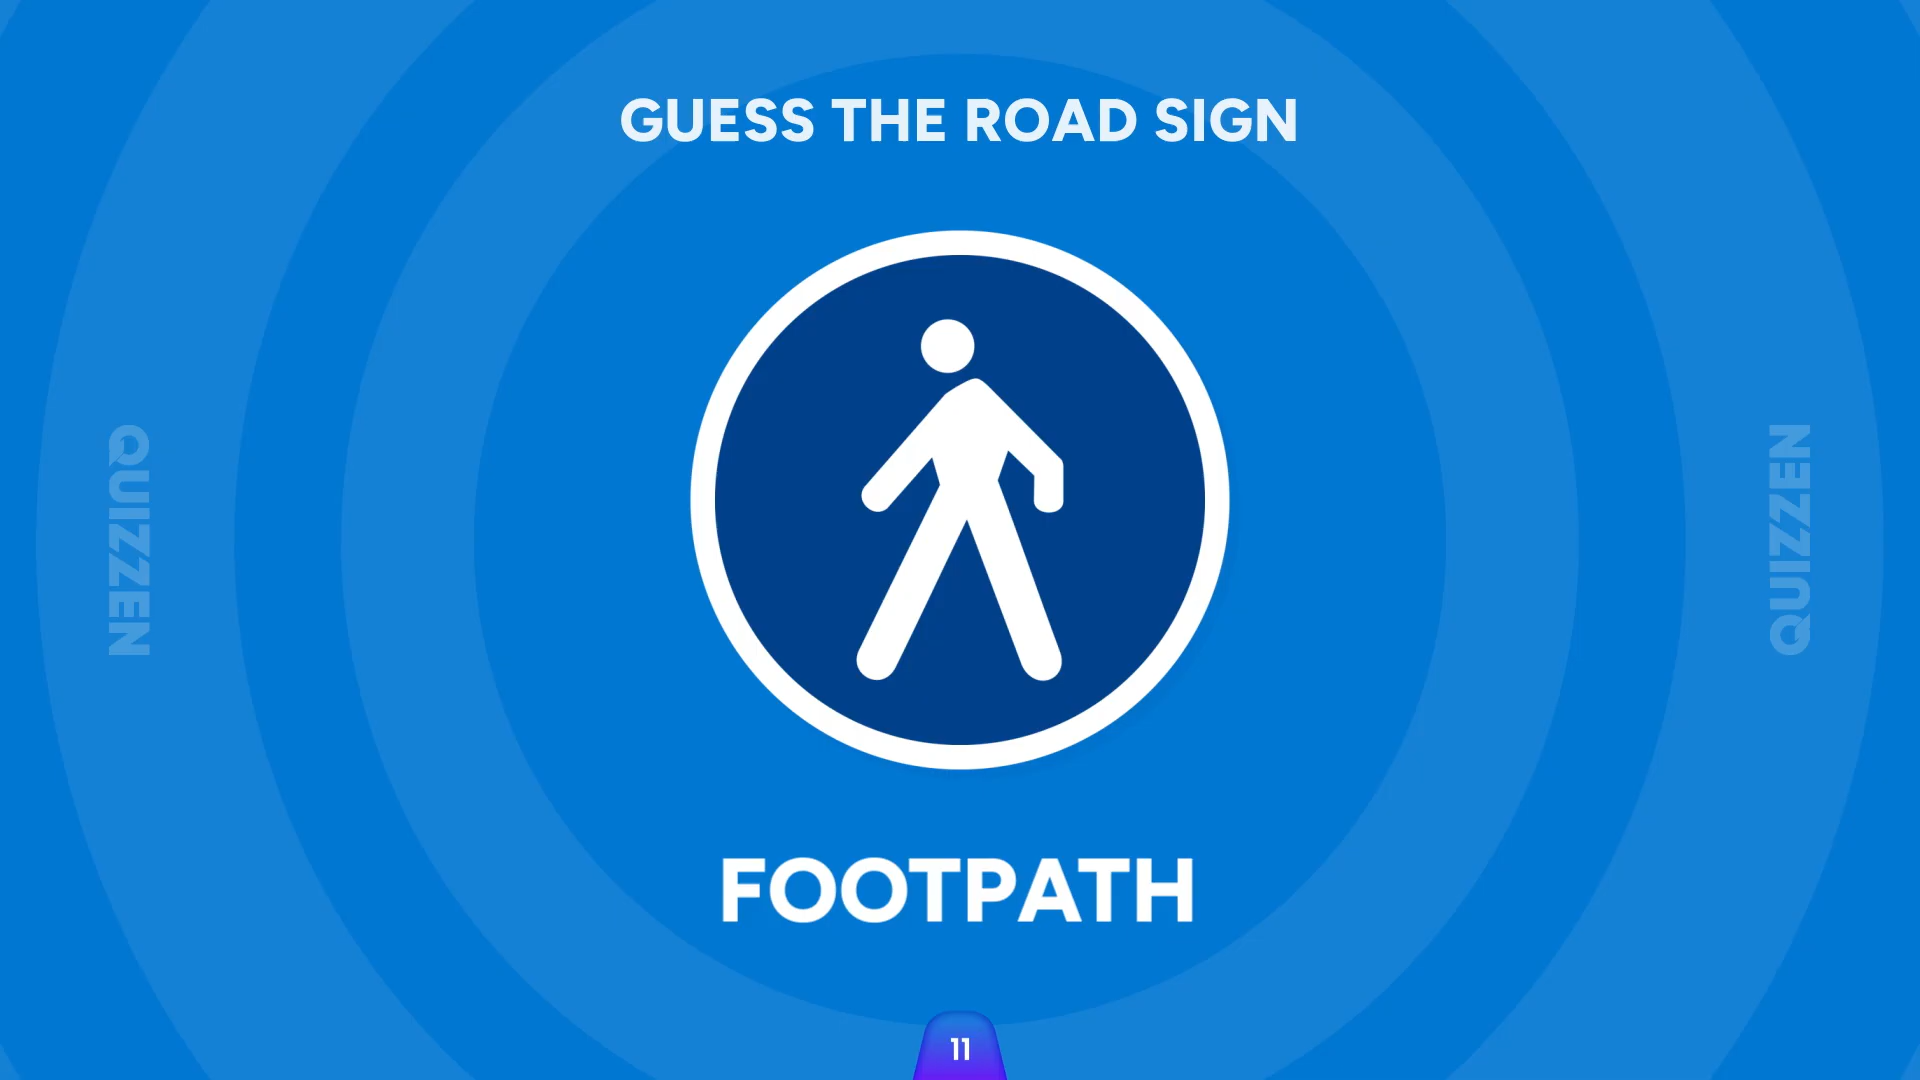 GUESS THE ROAD SIGN
QUIZZEN
QUIZZEN
FOOTPATH
11